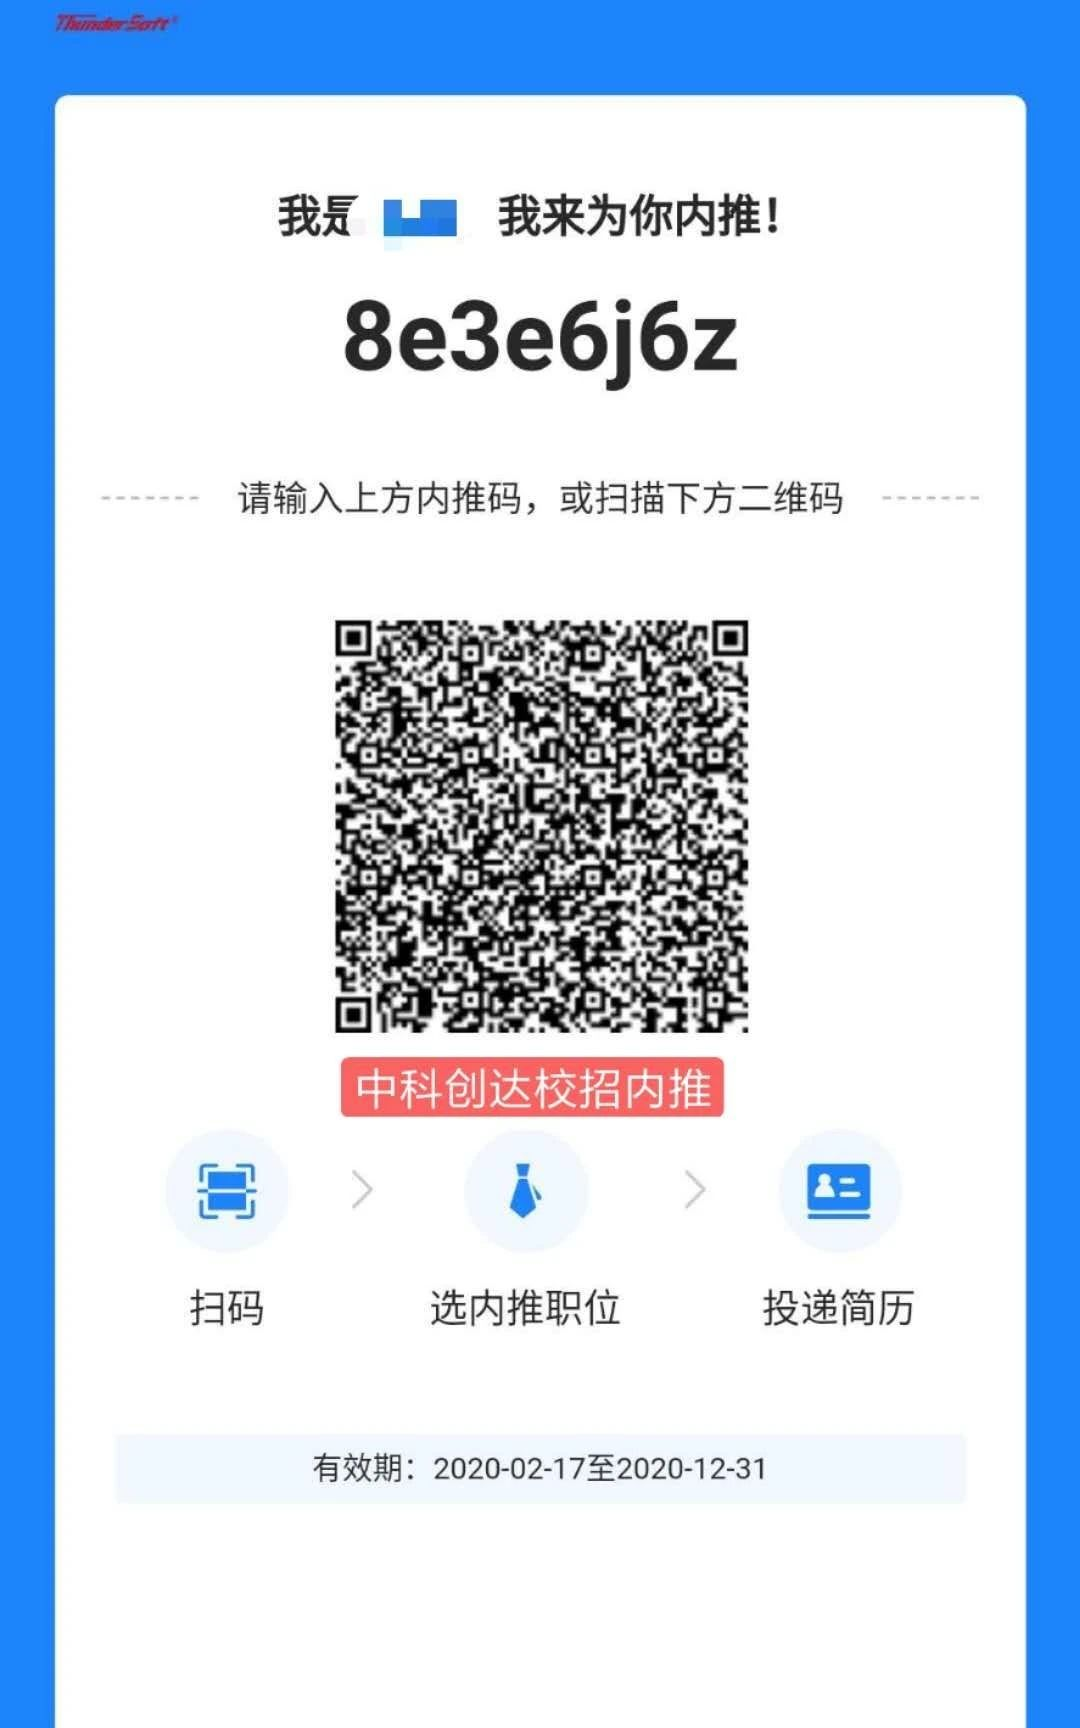 ThunderSoft®
我是 我来为你内推！
8e3e6j6z
请输入上方内推码，或扫描下方二维码
中科创达校招内推
扫码
选内推职位
投递简历
有效期：2020-02-17至2020-12-31